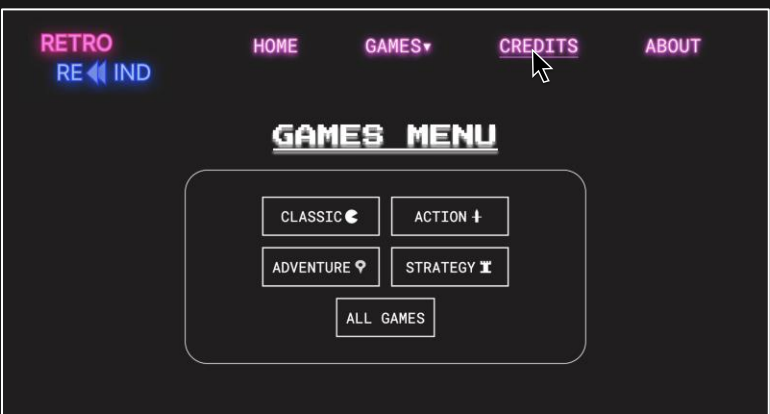 RETRO
RE IND
HOME GAMES▾ CREDITS ABOUT
GAMES MENU
CLASSIC ACTION
ADVENTURE STRATEGY
ALL GAMES